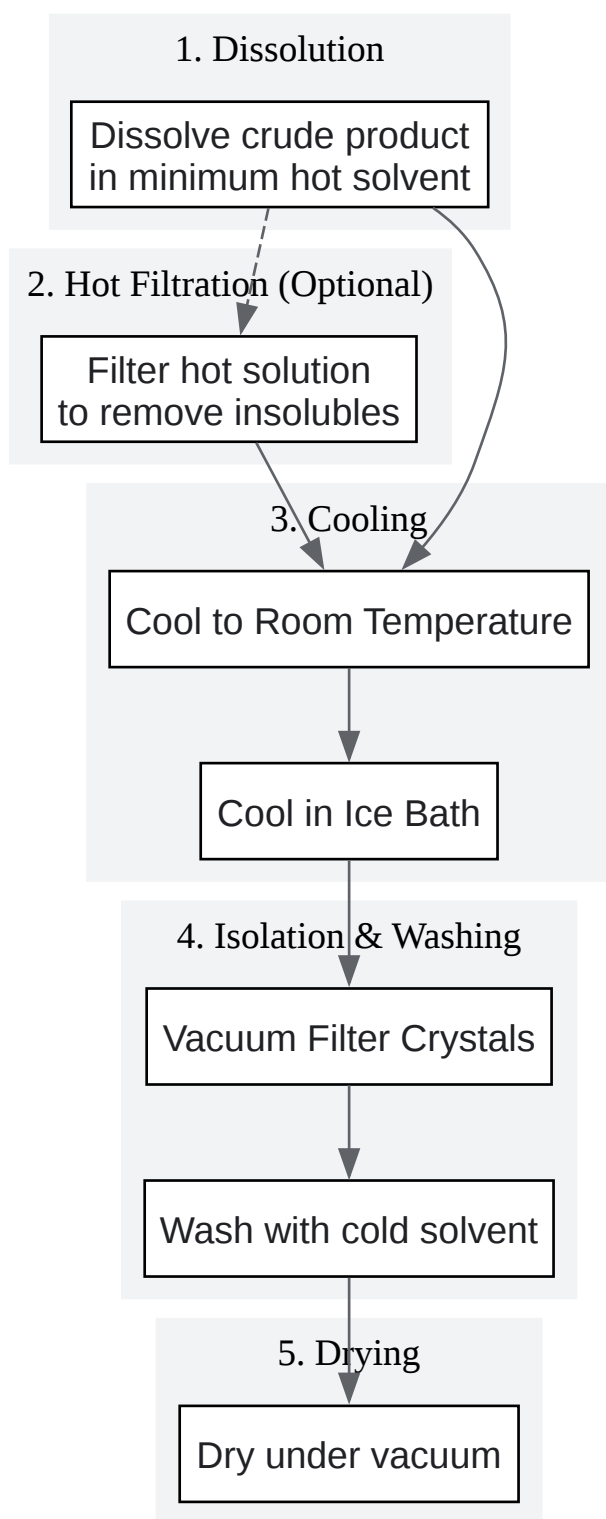 1. Dissolution
Dissolve crude product
in minimum hot solvent
2. Hot Filtration (Optional)
Filter hot solution
to remove insolubles
3. Cooling
Cool to Room Temperature
Cool in Ice Bath
4. Isolation & Washing
Vacuum Filter Crystals
Wash with cold solvent
5. Drying
Dry under vacuum